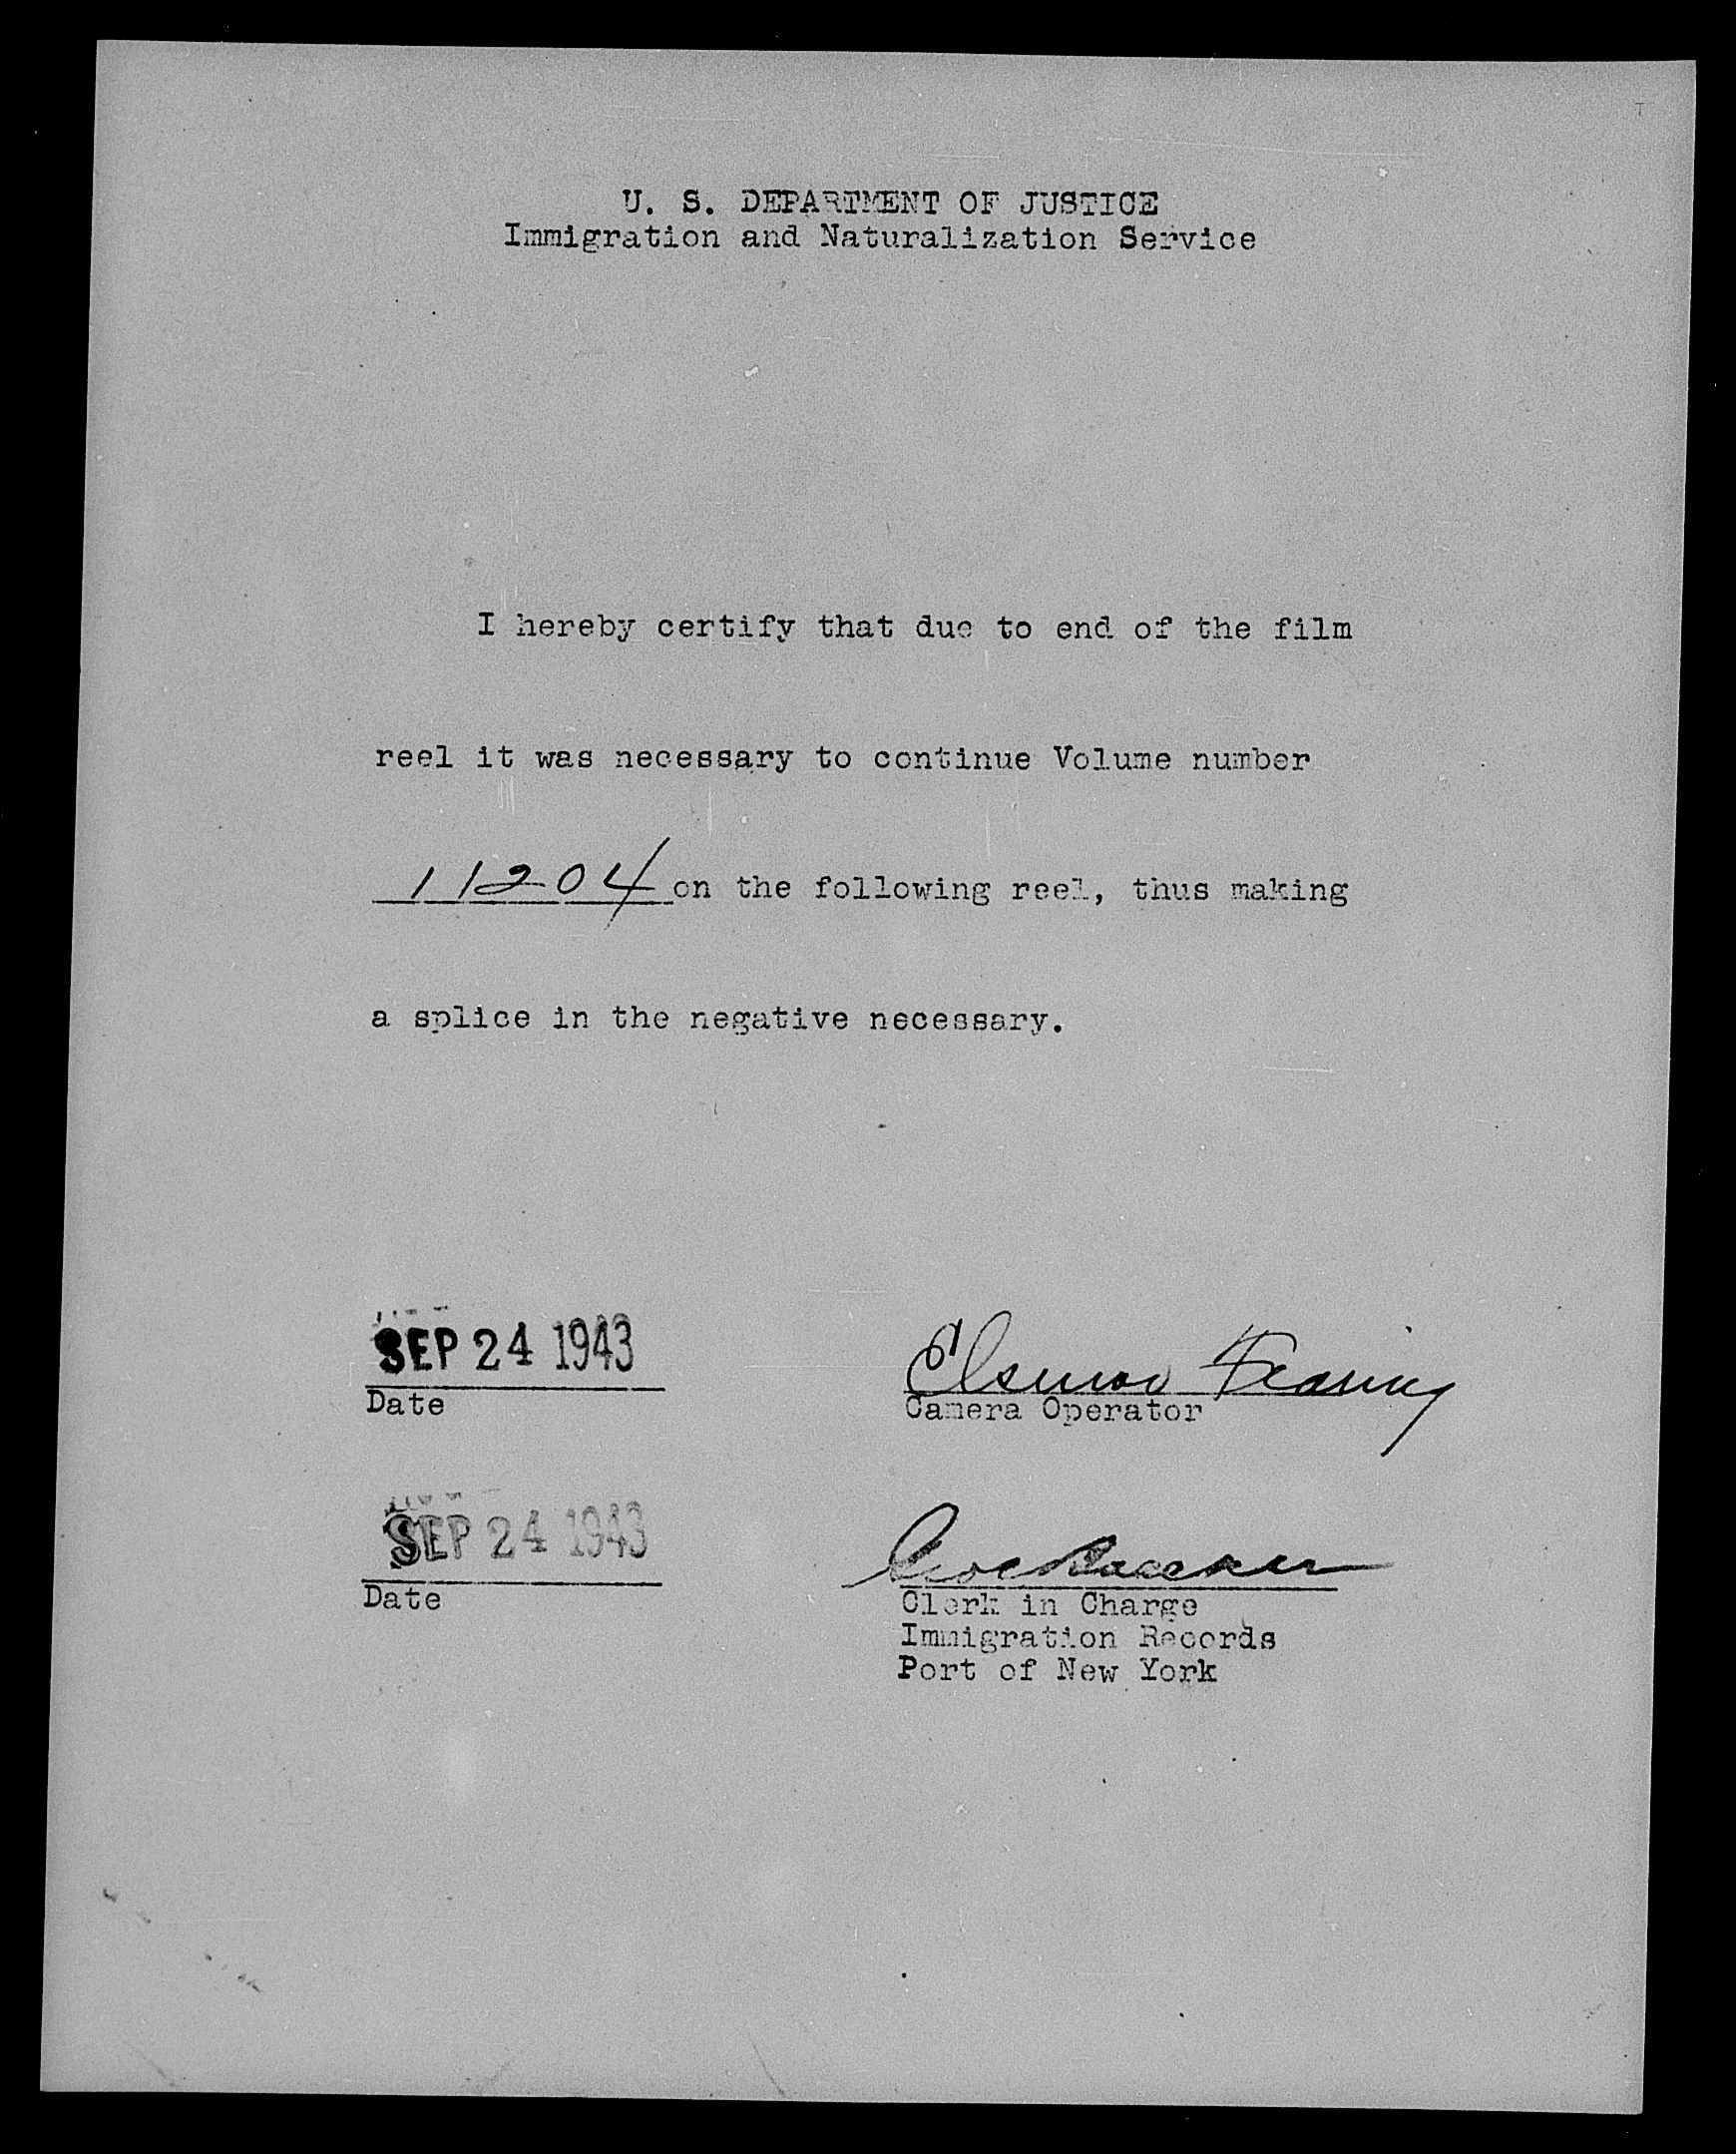 U. S. DEPARTMENT OF JUSTICE
Immigration and Naturalization Service
I hereby certify that due to end of the film
reel it was necessary to continue Volume number
11204 on the following reel, thus making
a splice in the negative necessary.
SEP 24 1943
Date
Camera Operator
SEP 24 1943
Date
Clerk in Charge
Immigration Records
Port of New York